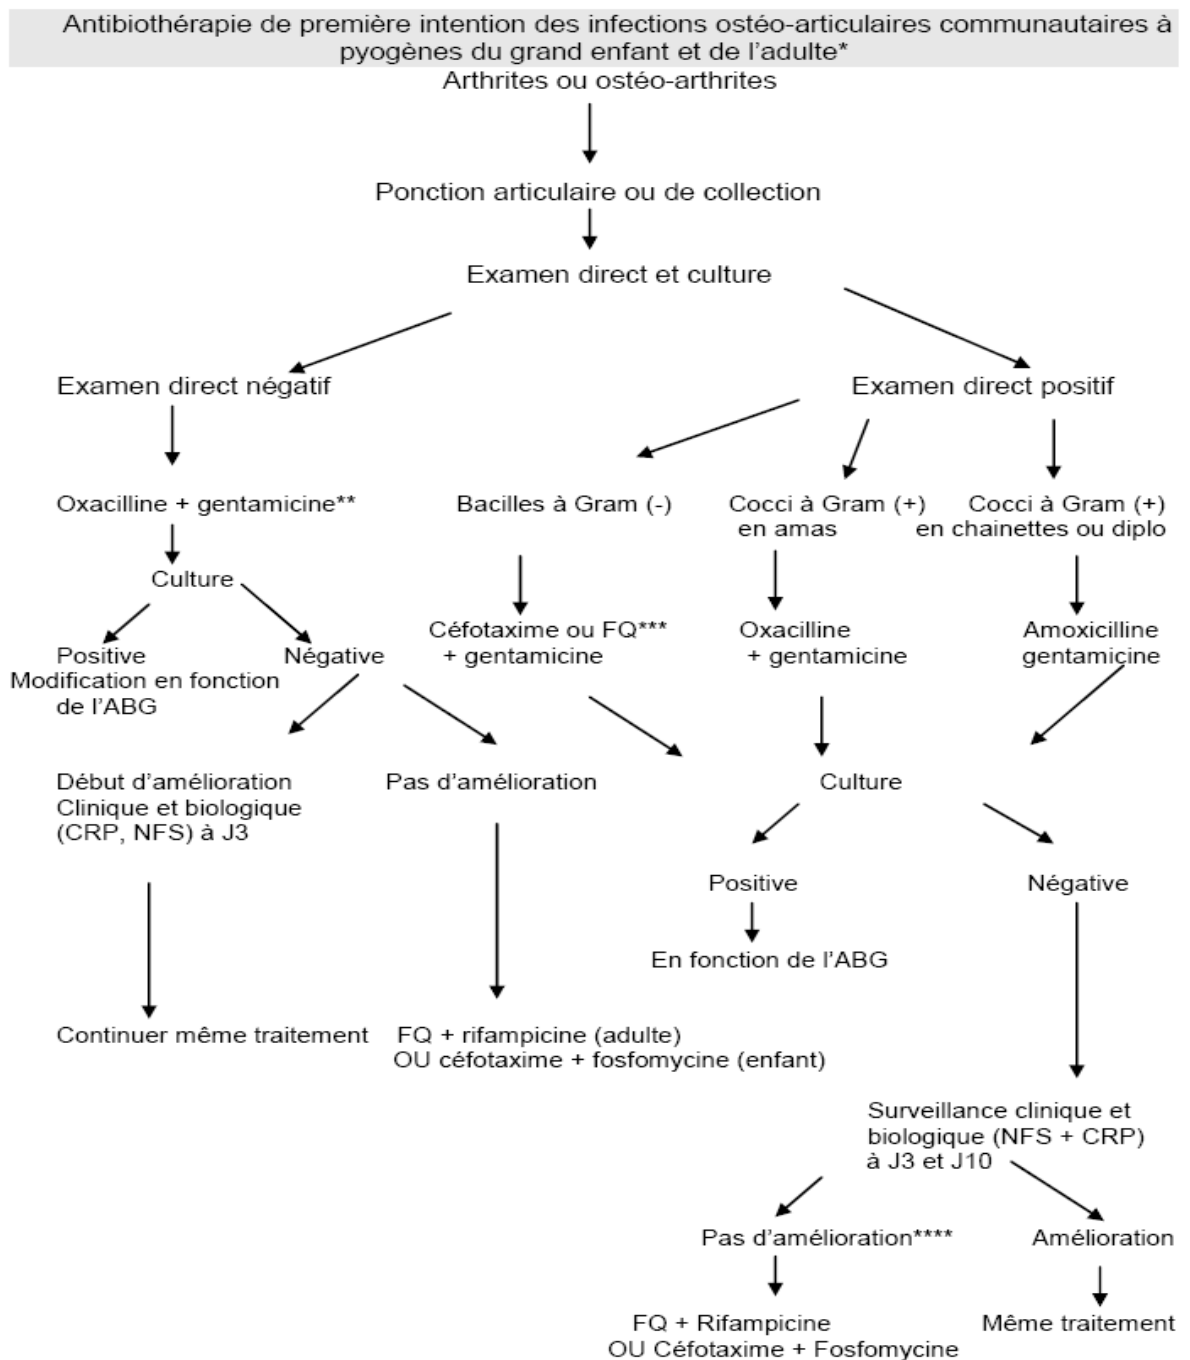 Antibiothérapie de première intention des infections ostéo-articulaires communautaires à
pyogènes du grand enfant et de l'adulte*
Arthrites ou ostéo-arthrites
Ponction articulaire ou de collection
Examen direct et culture
Examen direct négatif
Examen direct positif
Oxacilline + gentamicine**
Bacilles à Gram (-)
Cocci à Gram (+)
en amas
Cocci à Gram (+)
en chainettes ou diplo
Culture
Positive
Modification en fonction
de l'ABG
Négative
Céfotaxime ou FQ***
+ gentamicine
Oxacilline
+ gentamicine
Amoxicilline
gentamicine
Début d'amélioration
Clinique et biologique
(CRP, NFS) à J3
Pas d'amélioration
Culture
Positive
Négative
En fonction de l'ABG
Continuer même traitement
FQ + rifampicine (adulte)
OU céfotaxime + fosfomycine (enfant)
Surveillance clinique et
biologique (NFS + CRP)
à J3 et J10
Pas d'amélioration****
Amélioration
FQ + Rifampicine
OU Céfotaxime + Fosfomycine
Même traitement